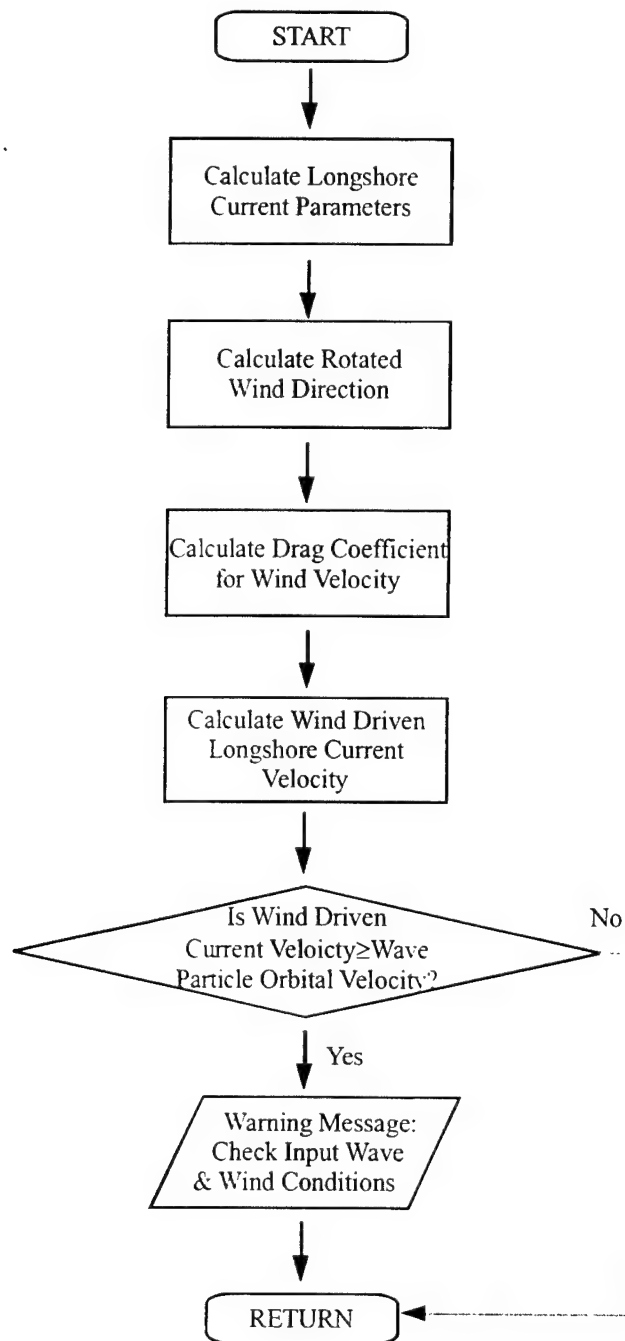 START
Calculate Longshore
Current Parameters
Calculate Rotated
Wind Direction
Calculate Drag Coefficient
for Wind Velocity
Calculate Wind Driven
Longshore Current
Velocity
Is Wind Driven
Current Veloicty≥Wave
Particle Orbital Velocity?
No
Yes
Warning Message:
Check Input Wave
& Wind Conditions
RETURN